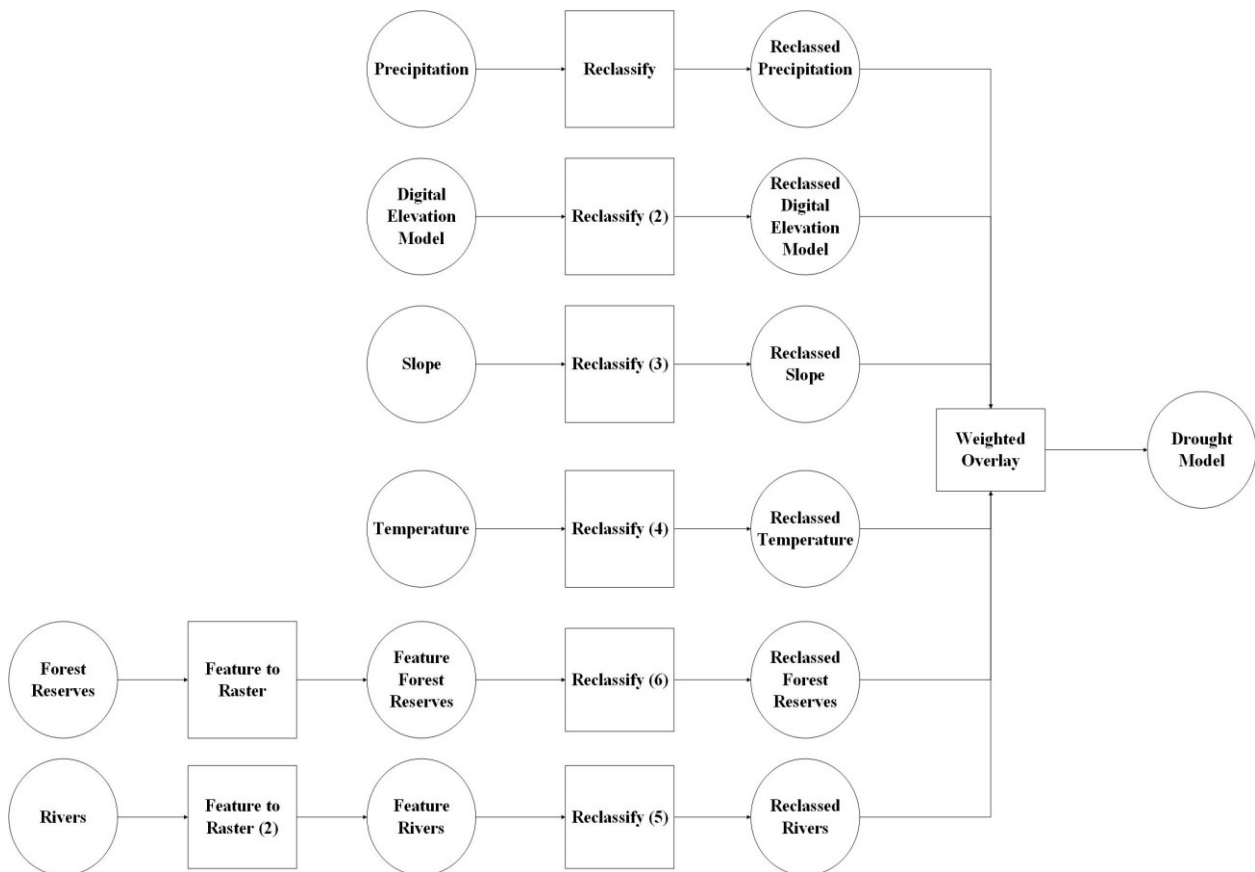 Precipitation
Reclassify
Reclassed
Precipitation
Digital
Elevation
Model
Reclassify (2)
Reclassed
Digital
Elevation
Model
Slope
Reclassify (3)
Reclassed
Slope
Weighted
Overlay
Drought
Model
Temperature
Reclassify (4)
Reclassed
Temperature
Forest
Reserves
Feature to
Raster
Feature
Forest
Reserves
Reclassify (6)
Reclassed
Forest
Reserves
Rivers
Feature to
Raster (2)
Feature
Rivers
Reclassify (5)
Reclassed
Rivers